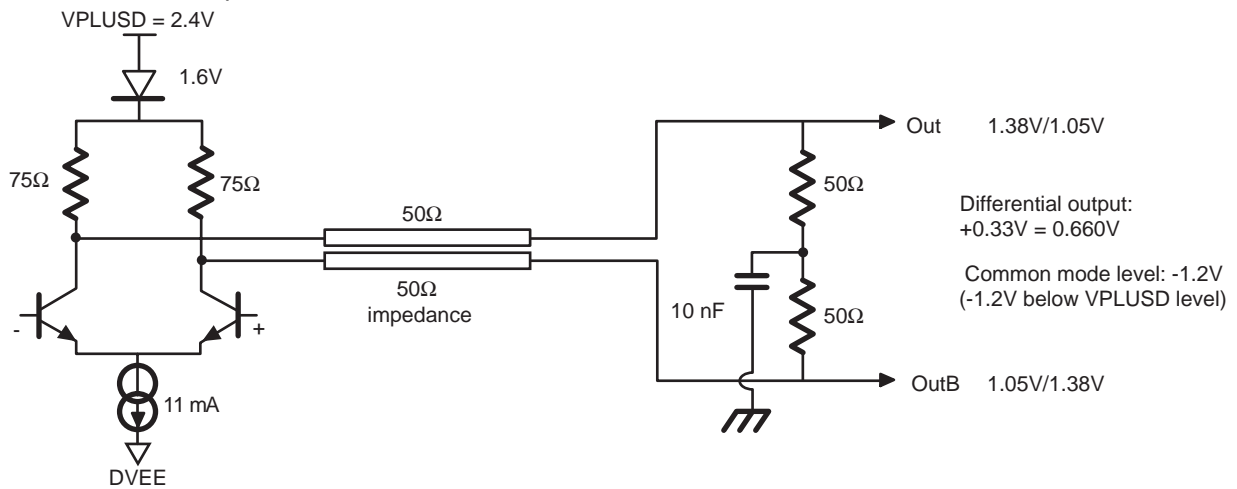 VPLUSD = 2.4V
1.6V
75Ω
75Ω
50Ω
50Ω
impedance
-
+
11 mA
DVEE
Out 1.38V/1.05V
50Ω
10 nF
50Ω
OutB 1.05V/1.38V
Differential output:
+0.33V = 0.660V
Common mode level: -1.2V
(-1.2V below VPLUSD level)